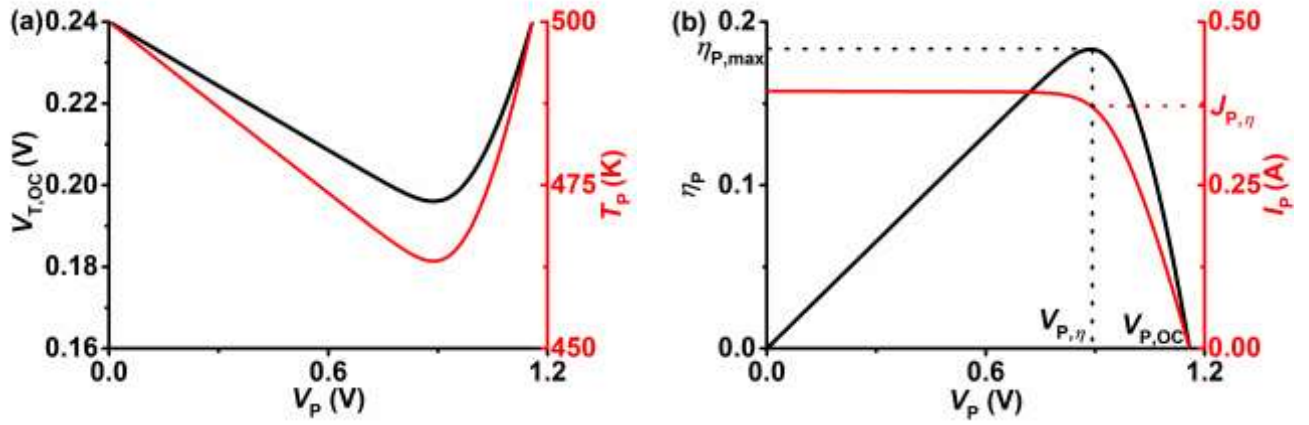 (a)
0.24
0.22
0.20
0.18
0.16
V_T,OC (V)
0.0
0.6
1.2
V_P (V)
500
475
450
T_P (K)
(b)
0.2
0.1
0.0
η_P
η_P,max
V_P,η
V_P,OC
J_P,η
0.0
0.6
1.2
V_P (V)
0.50
0.25
0.00
I_P (A)